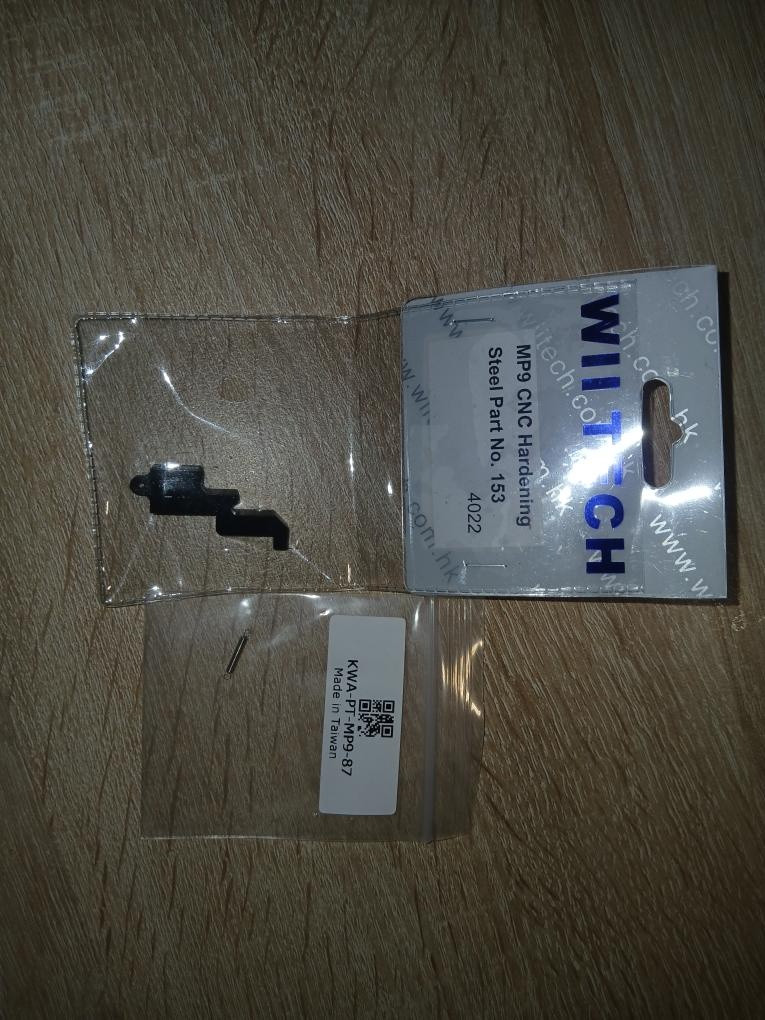 WII TECH
MP9 CNC Hardening
Steel Part No. 153
4022
KWA-PT-MP9-87
Made in Taiwan